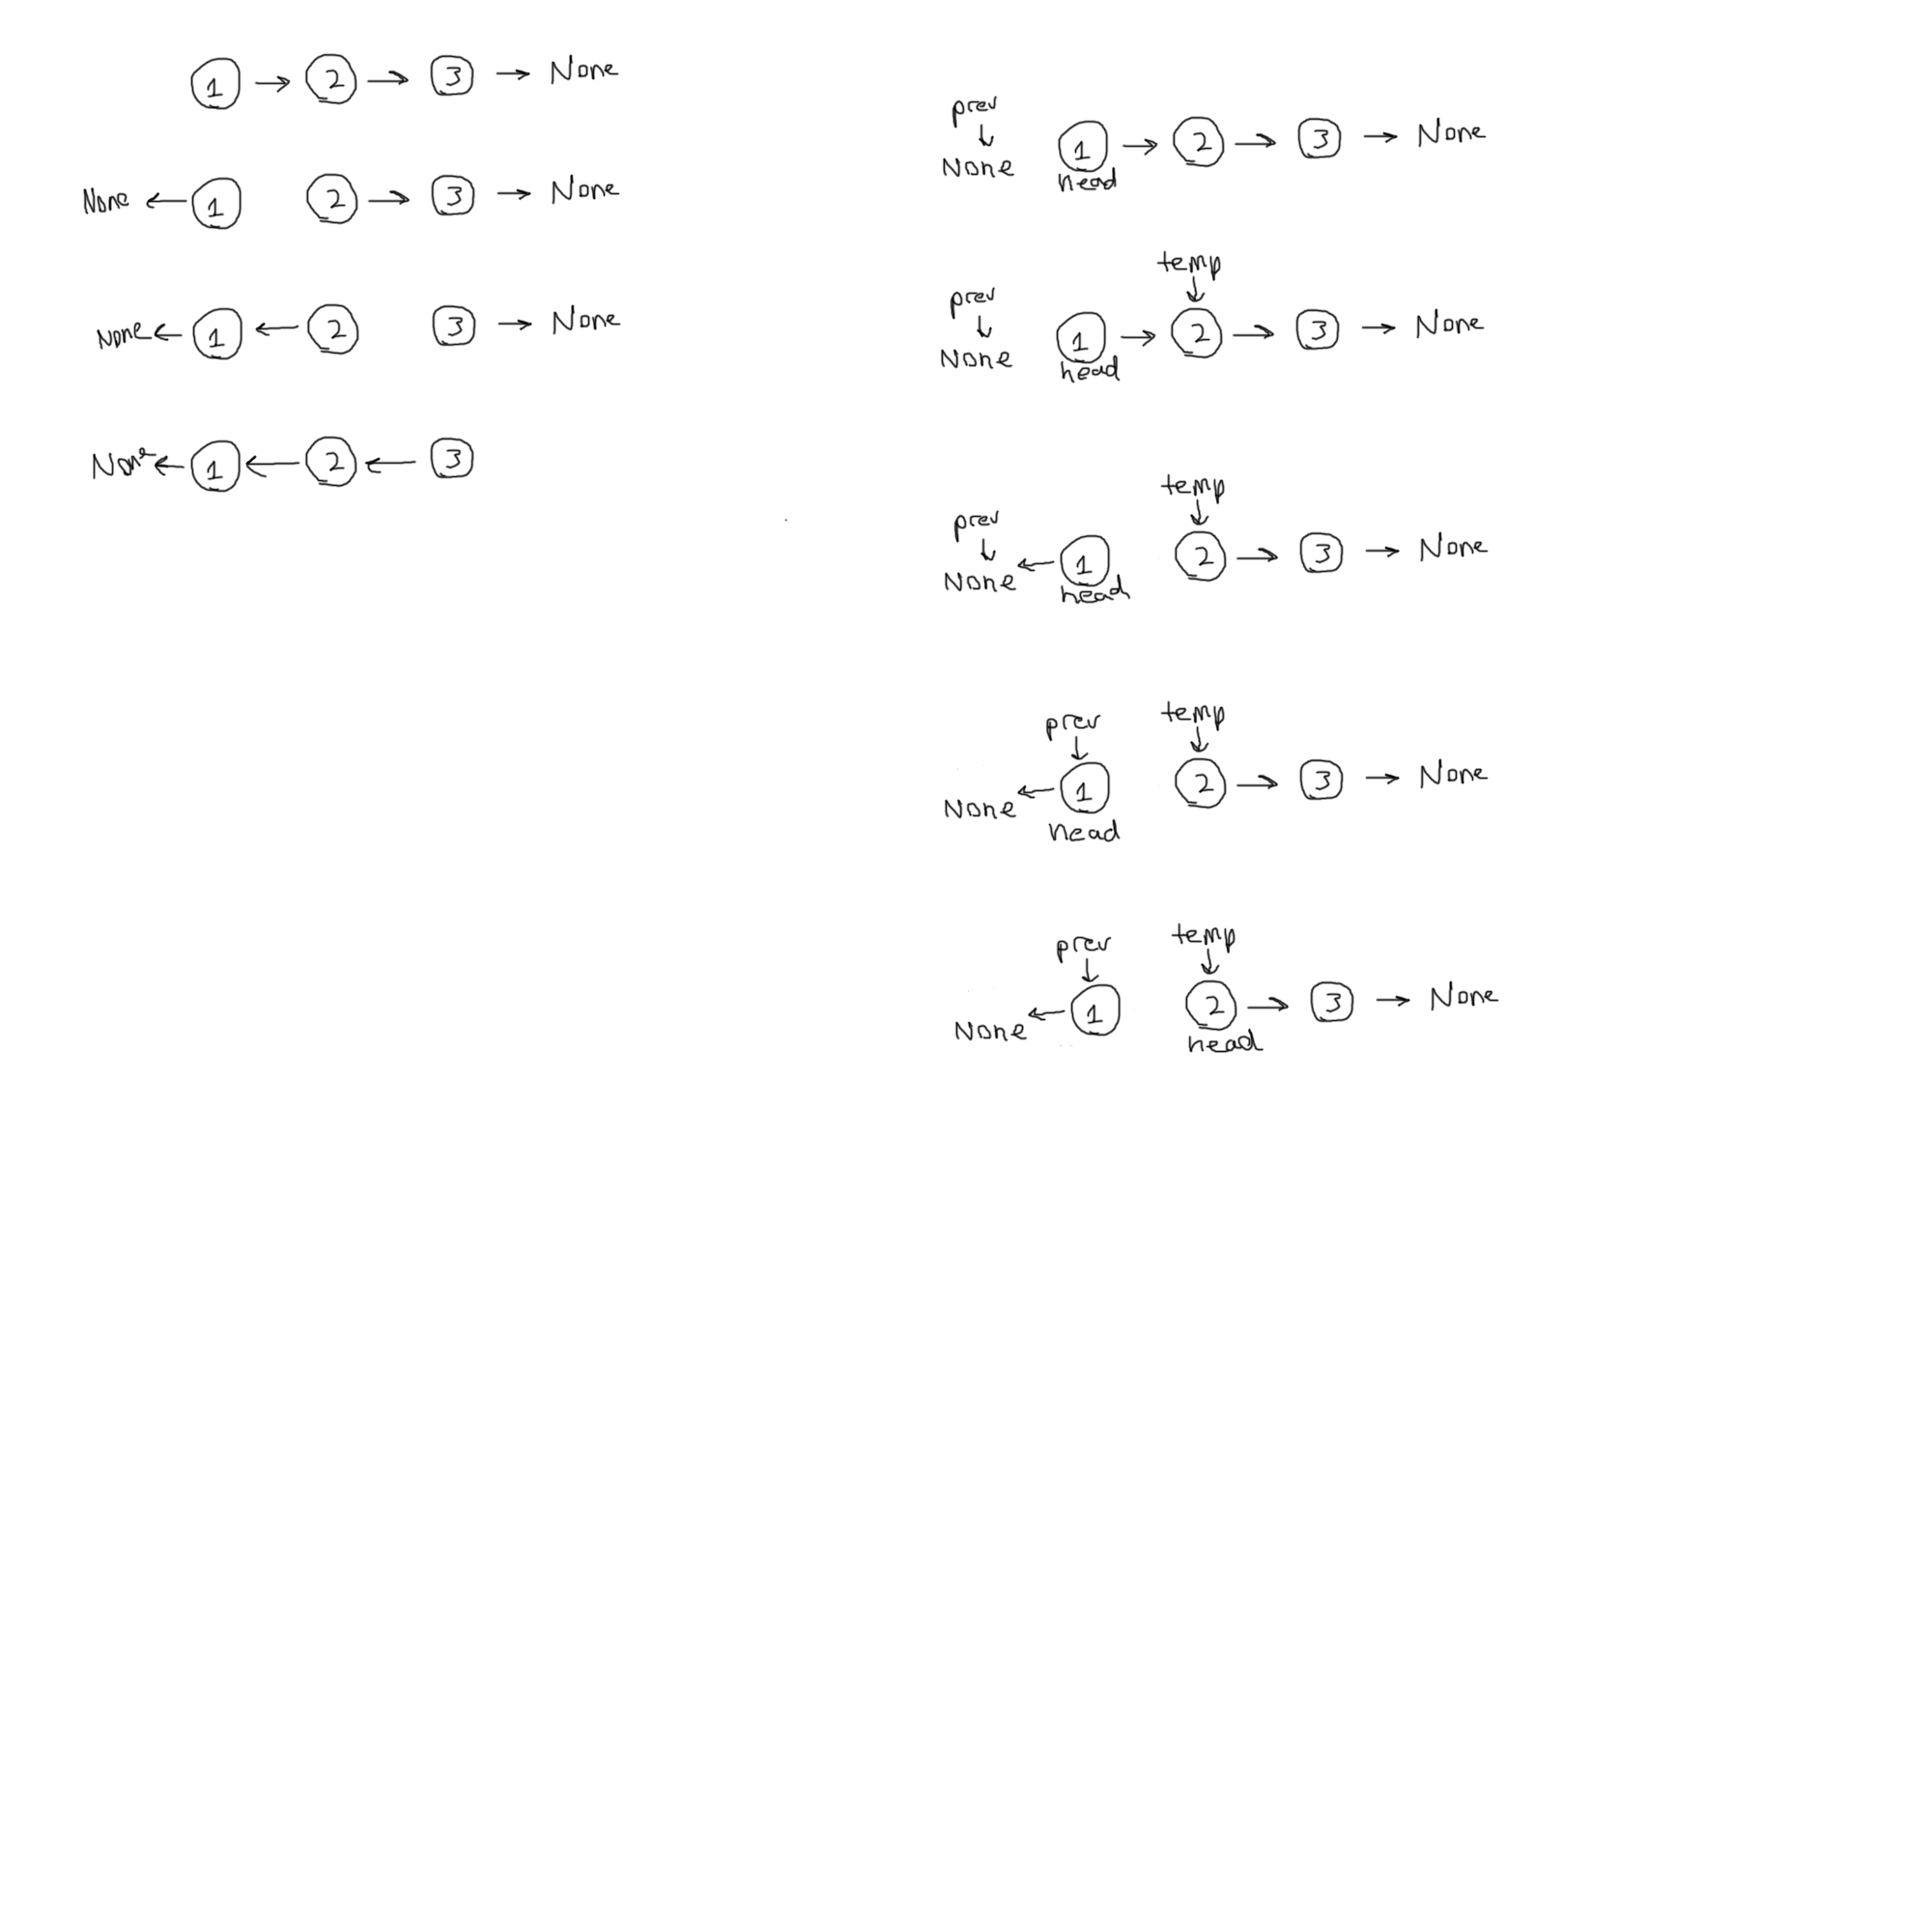 1 → 2 → 3 → None
None ← 1 2 → 3 → None
None ← 1 ← 2 3 → None
None ← 1 ← 2 ← 3
prev
↓
None 1 → 2 → 3 → None
head
temp
↓
prev
↓
None 1 → 2 → 3 → None
head
temp
↓
prev
↓
None ← 1 2 → 3 → None
head
prev temp
↓ ↓
None ← 1 2 → 3 → None
head
prev temp
↓ ↓
None ← 1 2 → 3 → None
head